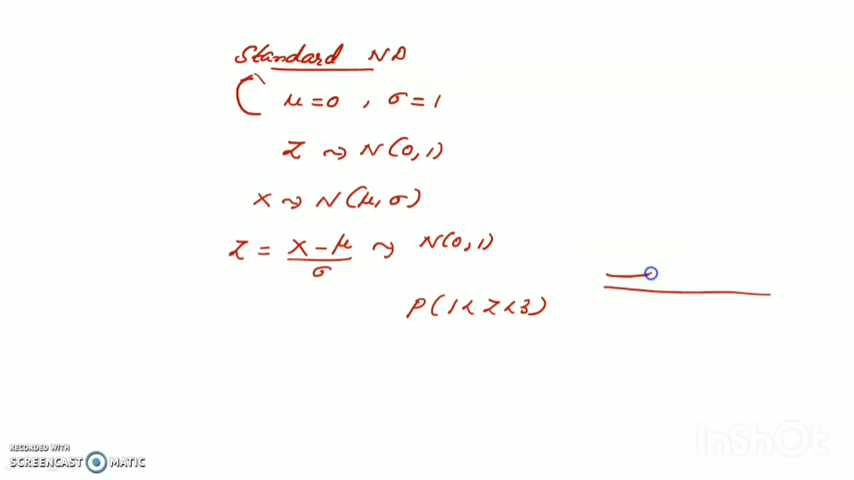 Standard ND
μ = 0 , σ = 1
Z ~> N(0,1)
X ~> N(μ, σ)
Z = X - μ / σ ~> N(0,1)
P(1 < Z < 3)
RECORDED WITH
SCREENCAST MATIC
InShOt